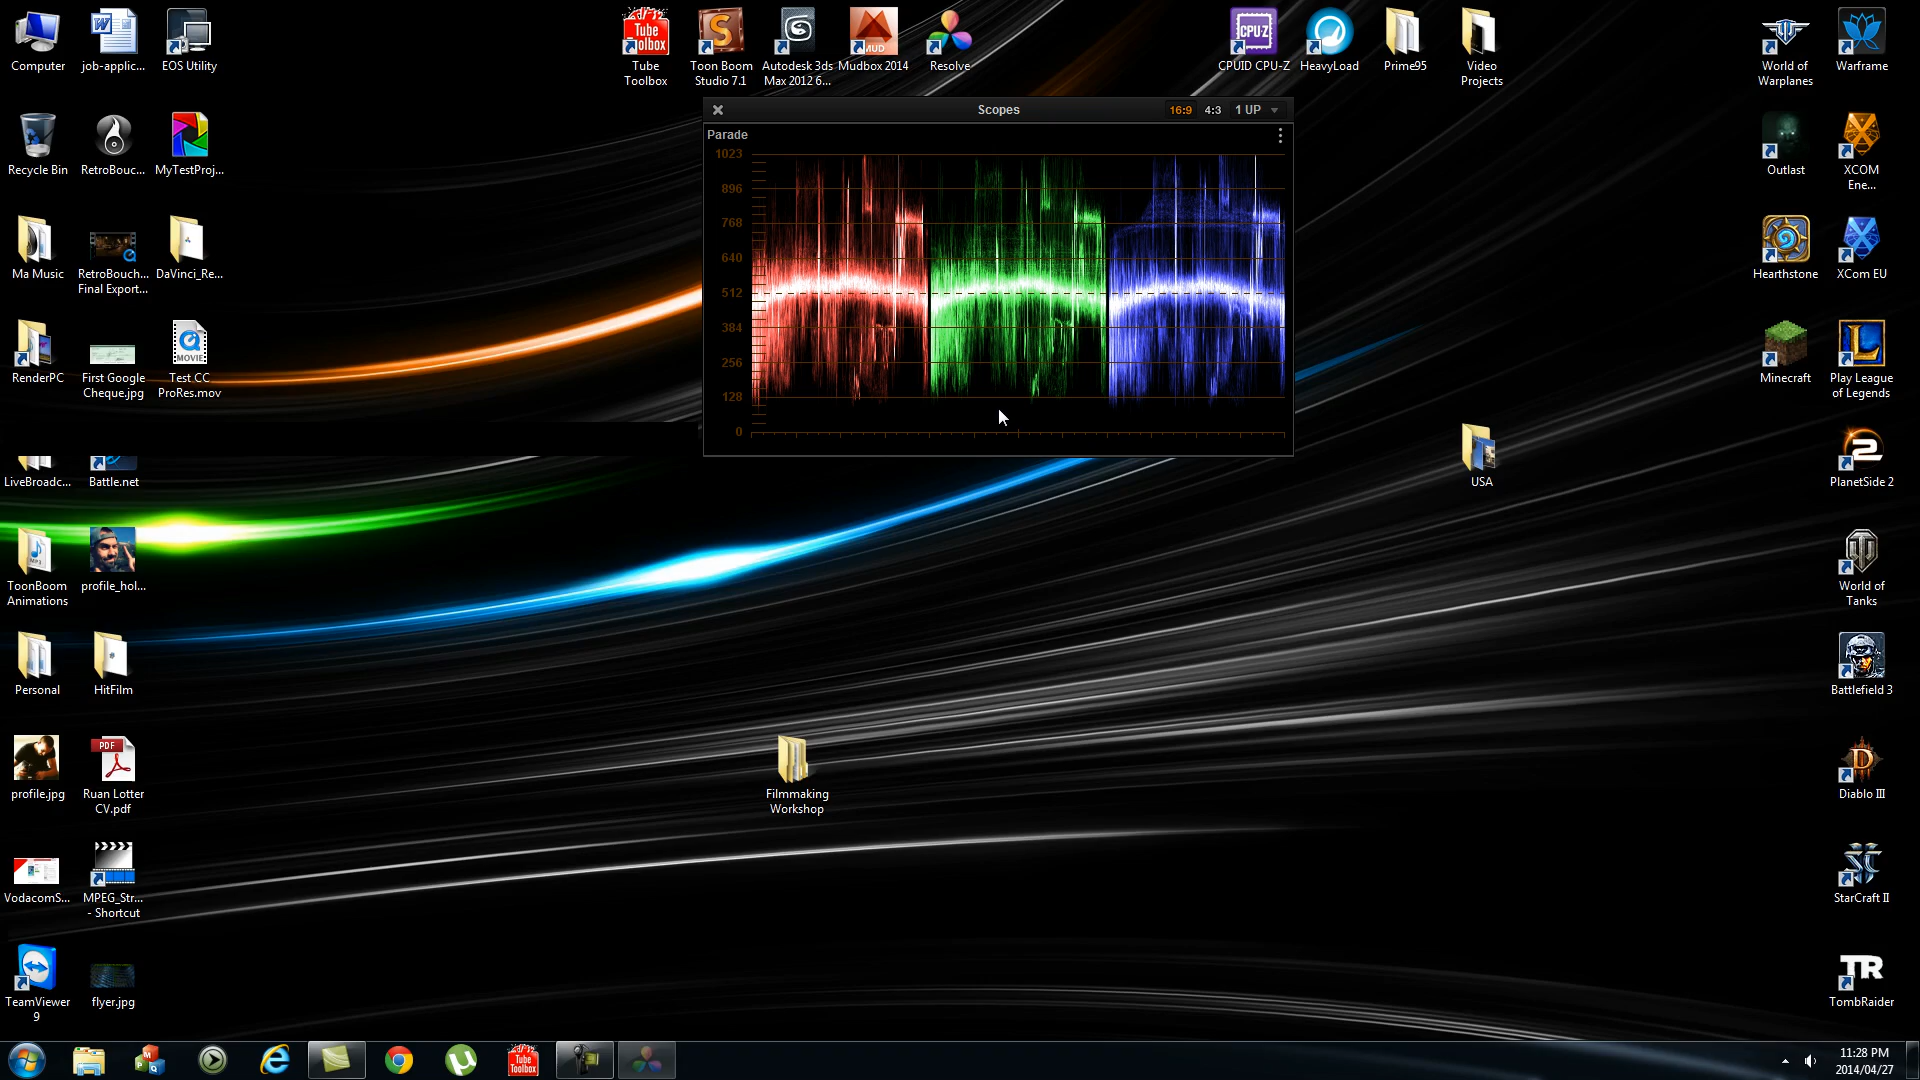 Computer
job-applic...
EOS Utility
Tube
Toolbox
Toon Boom
Studio 7.1
Autodesk 3ds
Max 2012 6...
Mudbox 2014
Resolve
CPUID CPU-Z
HeavyLoad
Prime95
Video
Projects
World of
Warplanes
Warframe
Scopes
16:9
4:3
1 UP
Parade
1023
896
768
640
512
384
256
128
0
Recycle Bin
RetroBouc...
MyTestProj...
Outlast
XCOM
Ene...
Ma Music
RetroBouch...
Final Export...
DaVinci_Re...
Hearthstone
XCom EU
RenderPC
First Google
Cheque.jpg
Test CC
ProRes.mov
Minecraft
Play League
of Legends
LiveBroadc...
Battle.net
USA
PlanetSide 2
ToonBoom
Animations
profile_hol...
World of
Tanks
Personal
HitFilm
Battlefield 3
profile.jpg
Ruan Lotter
CV.pdf
Filmmaking
Workshop
Diablo III
VodacomS...
MPEG_Str...
- Shortcut
StarCraft II
TeamViewer
9
flyer.jpg
TombRaider
Tube
Toolbox
11:28 PM
2014/04/27